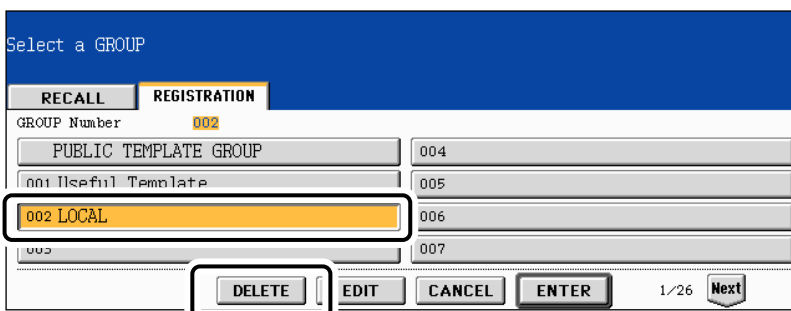 Select a GROUP
RECALL REGISTRATION
GROUP Number 002
PUBLIC TEMPLATE GROUP 004
001 Useful Template 005
002 LOCAL 006
003 007
DELETE EDIT CANCEL ENTER 1/26 Next